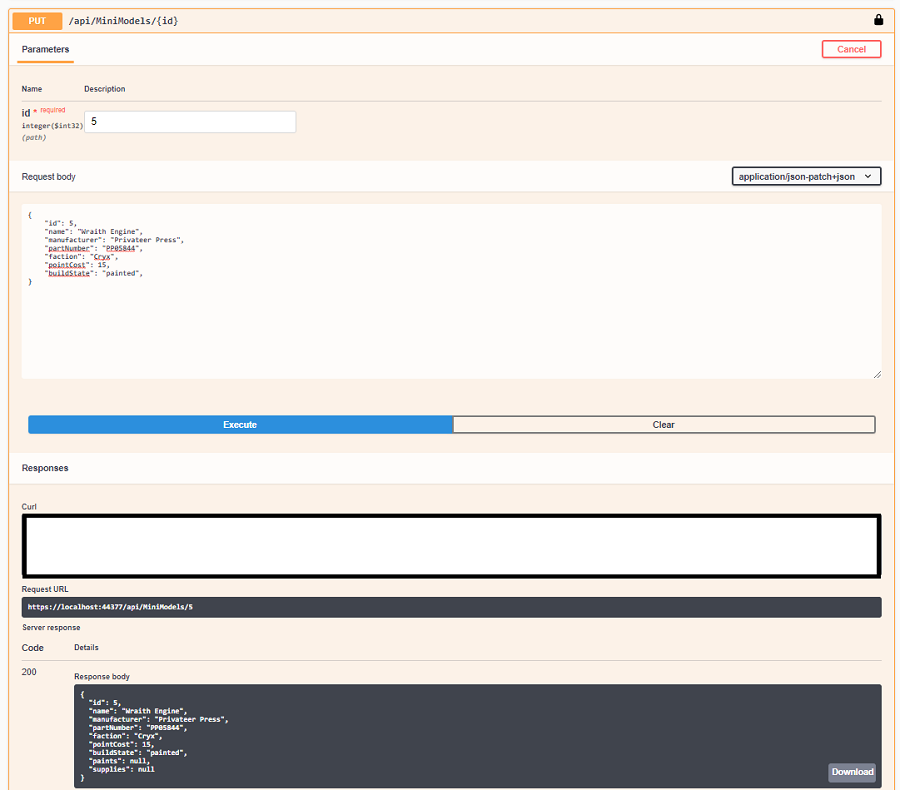 PUT /api/MiniModels/{id}
Parameters Cancel
Name Description
id * required
integer($int32) 5
(path)
Request body application/json-patch+json
{
    "id": 5,
    "name": "Wraith Engine",
    "manufacturer": "Privateer Press",
    "partNumber": "PP05844",
    "faction": "Cryx",
    "pointCost": 15,
    "buildState": "painted",
}
Execute Clear
Responses
Curl
Request URL
https://localhost:44377/api/MiniModels/5
Server response
Code Details
200
Response body
{
  "id": 5,
  "name": "Wraith Engine",
  "manufacturer": "Privateer Press",
  "partNumber": "PP05844",
  "faction": "Cryx",
  "pointCost": 15,
  "buildState": "painted",
  "paints": null,
  "supplies": null
}
Download